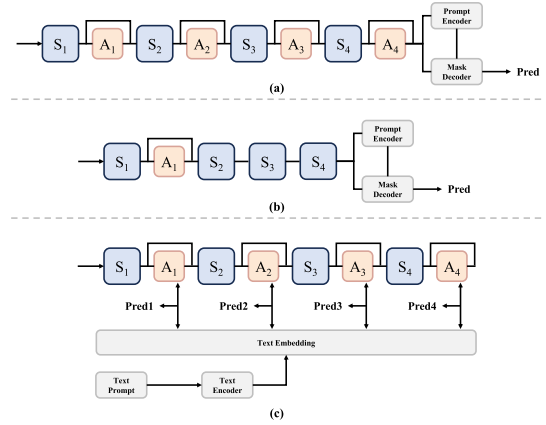 Prompt
Encoder
S1 A1 S2 A2 S3 A3 S4 A4
Mask
Decoder
Pred
(a)
Prompt
Encoder
S1 A1 S2 S3 S4
Mask
Decoder
Pred
(b)
S1 A1 S2 A2 S3 A3 S4 A4
Pred1 Pred2 Pred3 Pred4
Text Embedding
Text
Prompt
Text
Encoder
(c)